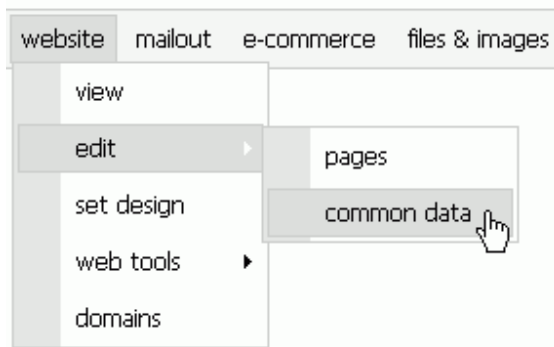 website mailout e-commerce files & images
view
edit
pages
set design
common data
web tools
domains